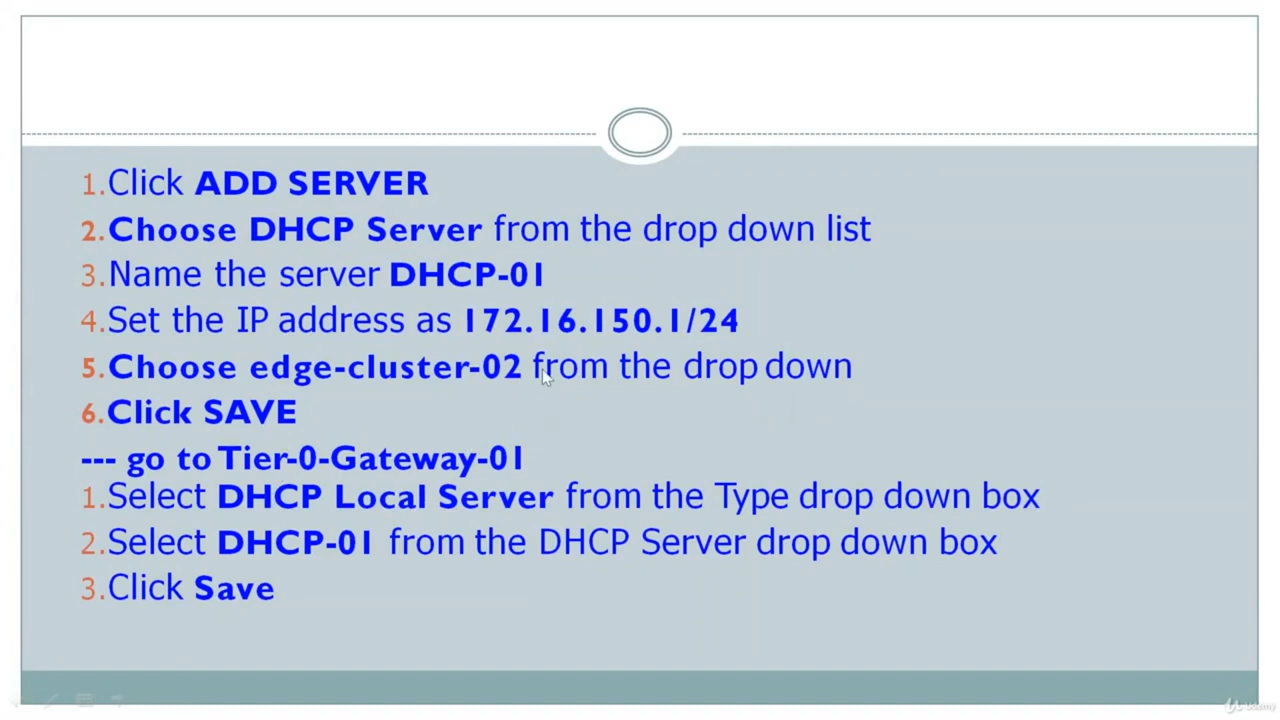 1.Click ADD SERVER
2.Choose DHCP Server from the drop down list
3.Name the server DHCP-01
4.Set the IP address as 172.16.150.1/24
5.Choose edge-cluster-02 from the drop down
6.Click SAVE
--- go to Tier-0-Gateway-01
1.Select DHCP Local Server from the Type drop down box
2.Select DHCP-01 from the DHCP Server drop down box
3.Click Save
Udemy